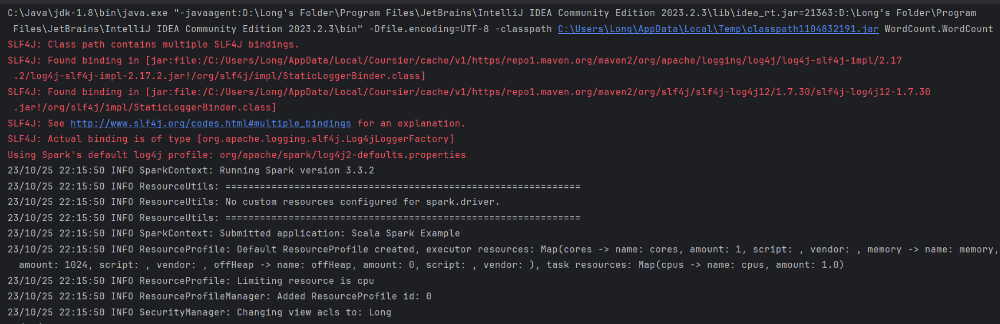 C:\Java\jdk-1.8\bin\java.exe "-javaagent:D:\Long's Folder\Program Files\JetBrains\IntelliJ IDEA Community Edition 2023.2.3\lib\idea_rt.jar=21363:D:\Long's Folder\Program
Files\JetBrains\IntelliJ IDEA Community Edition 2023.2.3\bin" -Dfile.encoding=UTF-8 -classpath C:\Users\Long\AppData\Local\Temp\classpath1104832191.jar WordCount.WordCount
SLF4J: Class path contains multiple SLF4J bindings.
SLF4J: Found binding in [jar:file:/C:/Users/Long/AppData/Local/Coursier/cache/v1/https/repo1.maven.org/maven2/org/apache/logging/log4j/log4j-slf4j-impl/2.17
.2/log4j-slf4j-impl-2.17.2.jar!/org/slf4j/impl/StaticLoggerBinder.class]
SLF4J: Found binding in [jar:file:/C:/Users/Long/AppData/Local/Coursier/cache/v1/https/repo1.maven.org/maven2/org/slf4j/slf4j-log4j12/1.7.30/slf4j-log4j12-1.7.30
.jar!/org/slf4j/impl/StaticLoggerBinder.class]
SLF4J: See http://www.slf4j.org/codes.html#multiple_bindings for an explanation.
SLF4J: Actual binding is of type [org.apache.logging.slf4j.Log4jLoggerFactory]
Using Spark's default log4j profile: org/apache/spark/log4j2-defaults.properties
23/10/25 22:15:50 INFO SparkContext: Running Spark version 3.3.2
23/10/25 22:15:50 INFO ResourceUtils: ==============================================================
23/10/25 22:15:50 INFO ResourceUtils: No custom resources configured for spark.driver.
23/10/25 22:15:50 INFO ResourceUtils: ==============================================================
23/10/25 22:15:50 INFO SparkContext: Submitted application: Scala Spark Example
23/10/25 22:15:50 INFO ResourceProfile: Default ResourceProfile created, executor resources: Map(cores -> name: cores, amount: 1, script: , vendor: , memory -> name: memory,
amount: 1024, script: , vendor: , offHeap -> name: offHeap, amount: 0, script: , vendor: ), task resources: Map(cpus -> name: cpus, amount: 1.0)
23/10/25 22:15:50 INFO ResourceProfile: Limiting resource is cpu
23/10/25 22:15:50 INFO ResourceProfileManager: Added ResourceProfile id: 0
23/10/25 22:15:50 INFO SecurityManager: Changing view acls to: Long